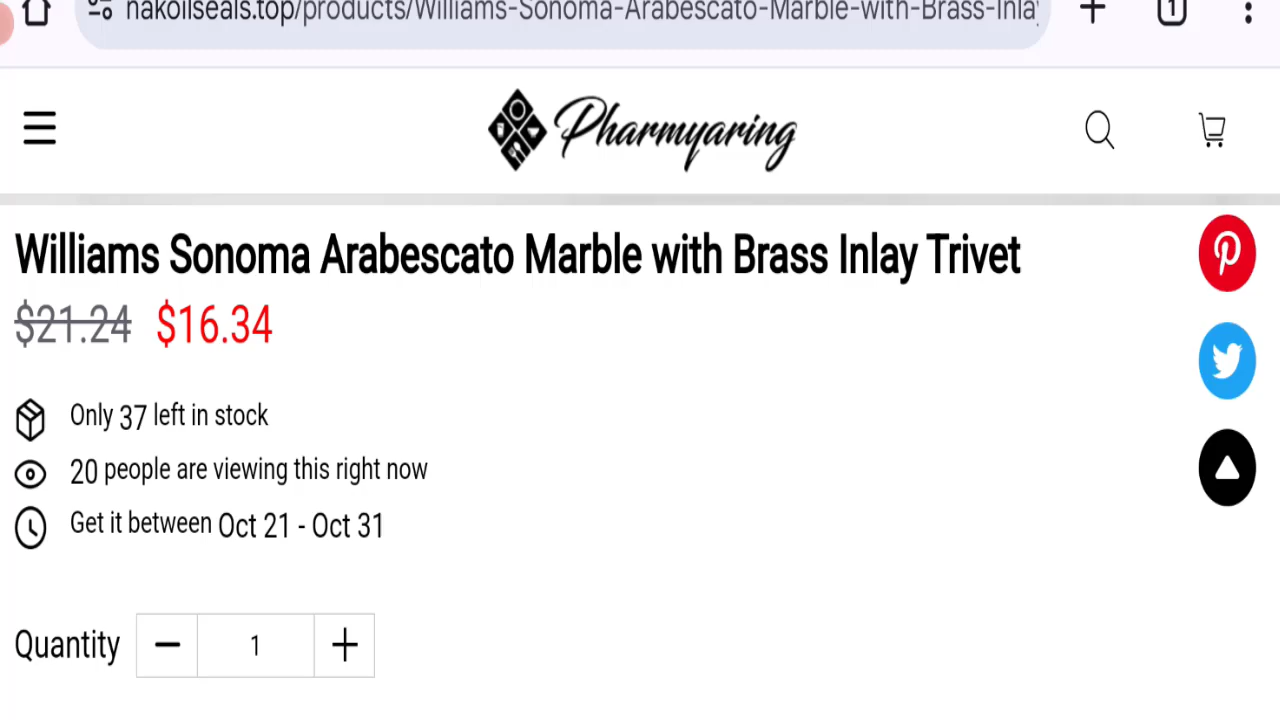 nakoilseals.top/products/Williams-Sonoma-Arabescato-Marble-with-Brass-Inlay
1
Pharmyaring
Williams Sonoma Arabescato Marble with Brass Inlay Trivet
$21.24 $16.34
Only 37 left in stock
20 people are viewing this right now
Get it between Oct 21 - Oct 31
Quantity 1